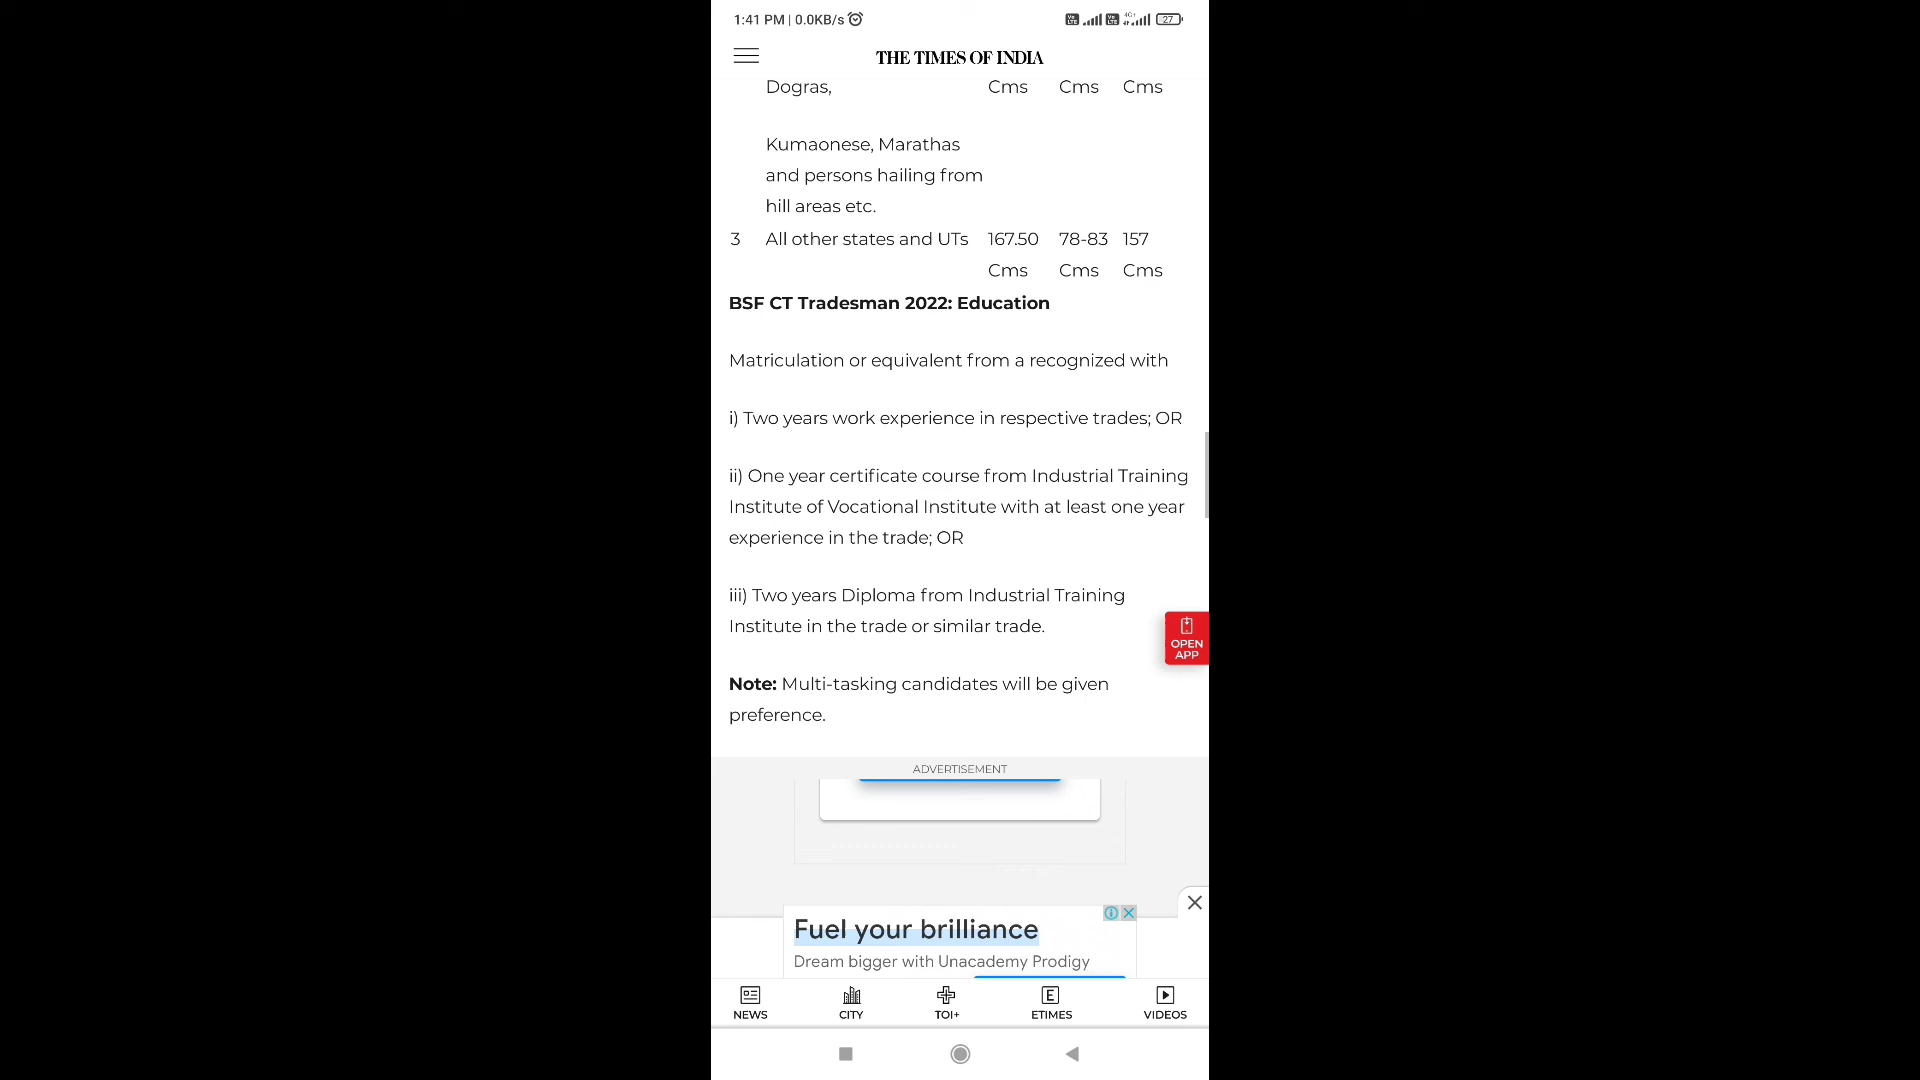 1:41 PM | 0.0KB/s
4G+
27
THE TIMES OF INDIA
Dogras, Cms Cms Cms
Kumaonese, Marathas
and persons hailing from
hill areas etc.
3 All other states and UTs 167.50 78-83 157
Cms Cms Cms
BSF CT Tradesman 2022: Education
Matriculation or equivalent from a recognized with
i) Two years work experience in respective trades; OR
ii) One year certificate course from Industrial Training
Institute of Vocational Institute with at least one year
experience in the trade; OR
iii) Two years Diploma from Industrial Training
Institute in the trade or similar trade.
OPEN
APP
Note: Multi-tasking candidates will be given
preference.
ADVERTISEMENT
Fuel your brilliance
Dream bigger with Unacademy Prodigy
NEWS CITY TOI+ ETIMES VIDEOS